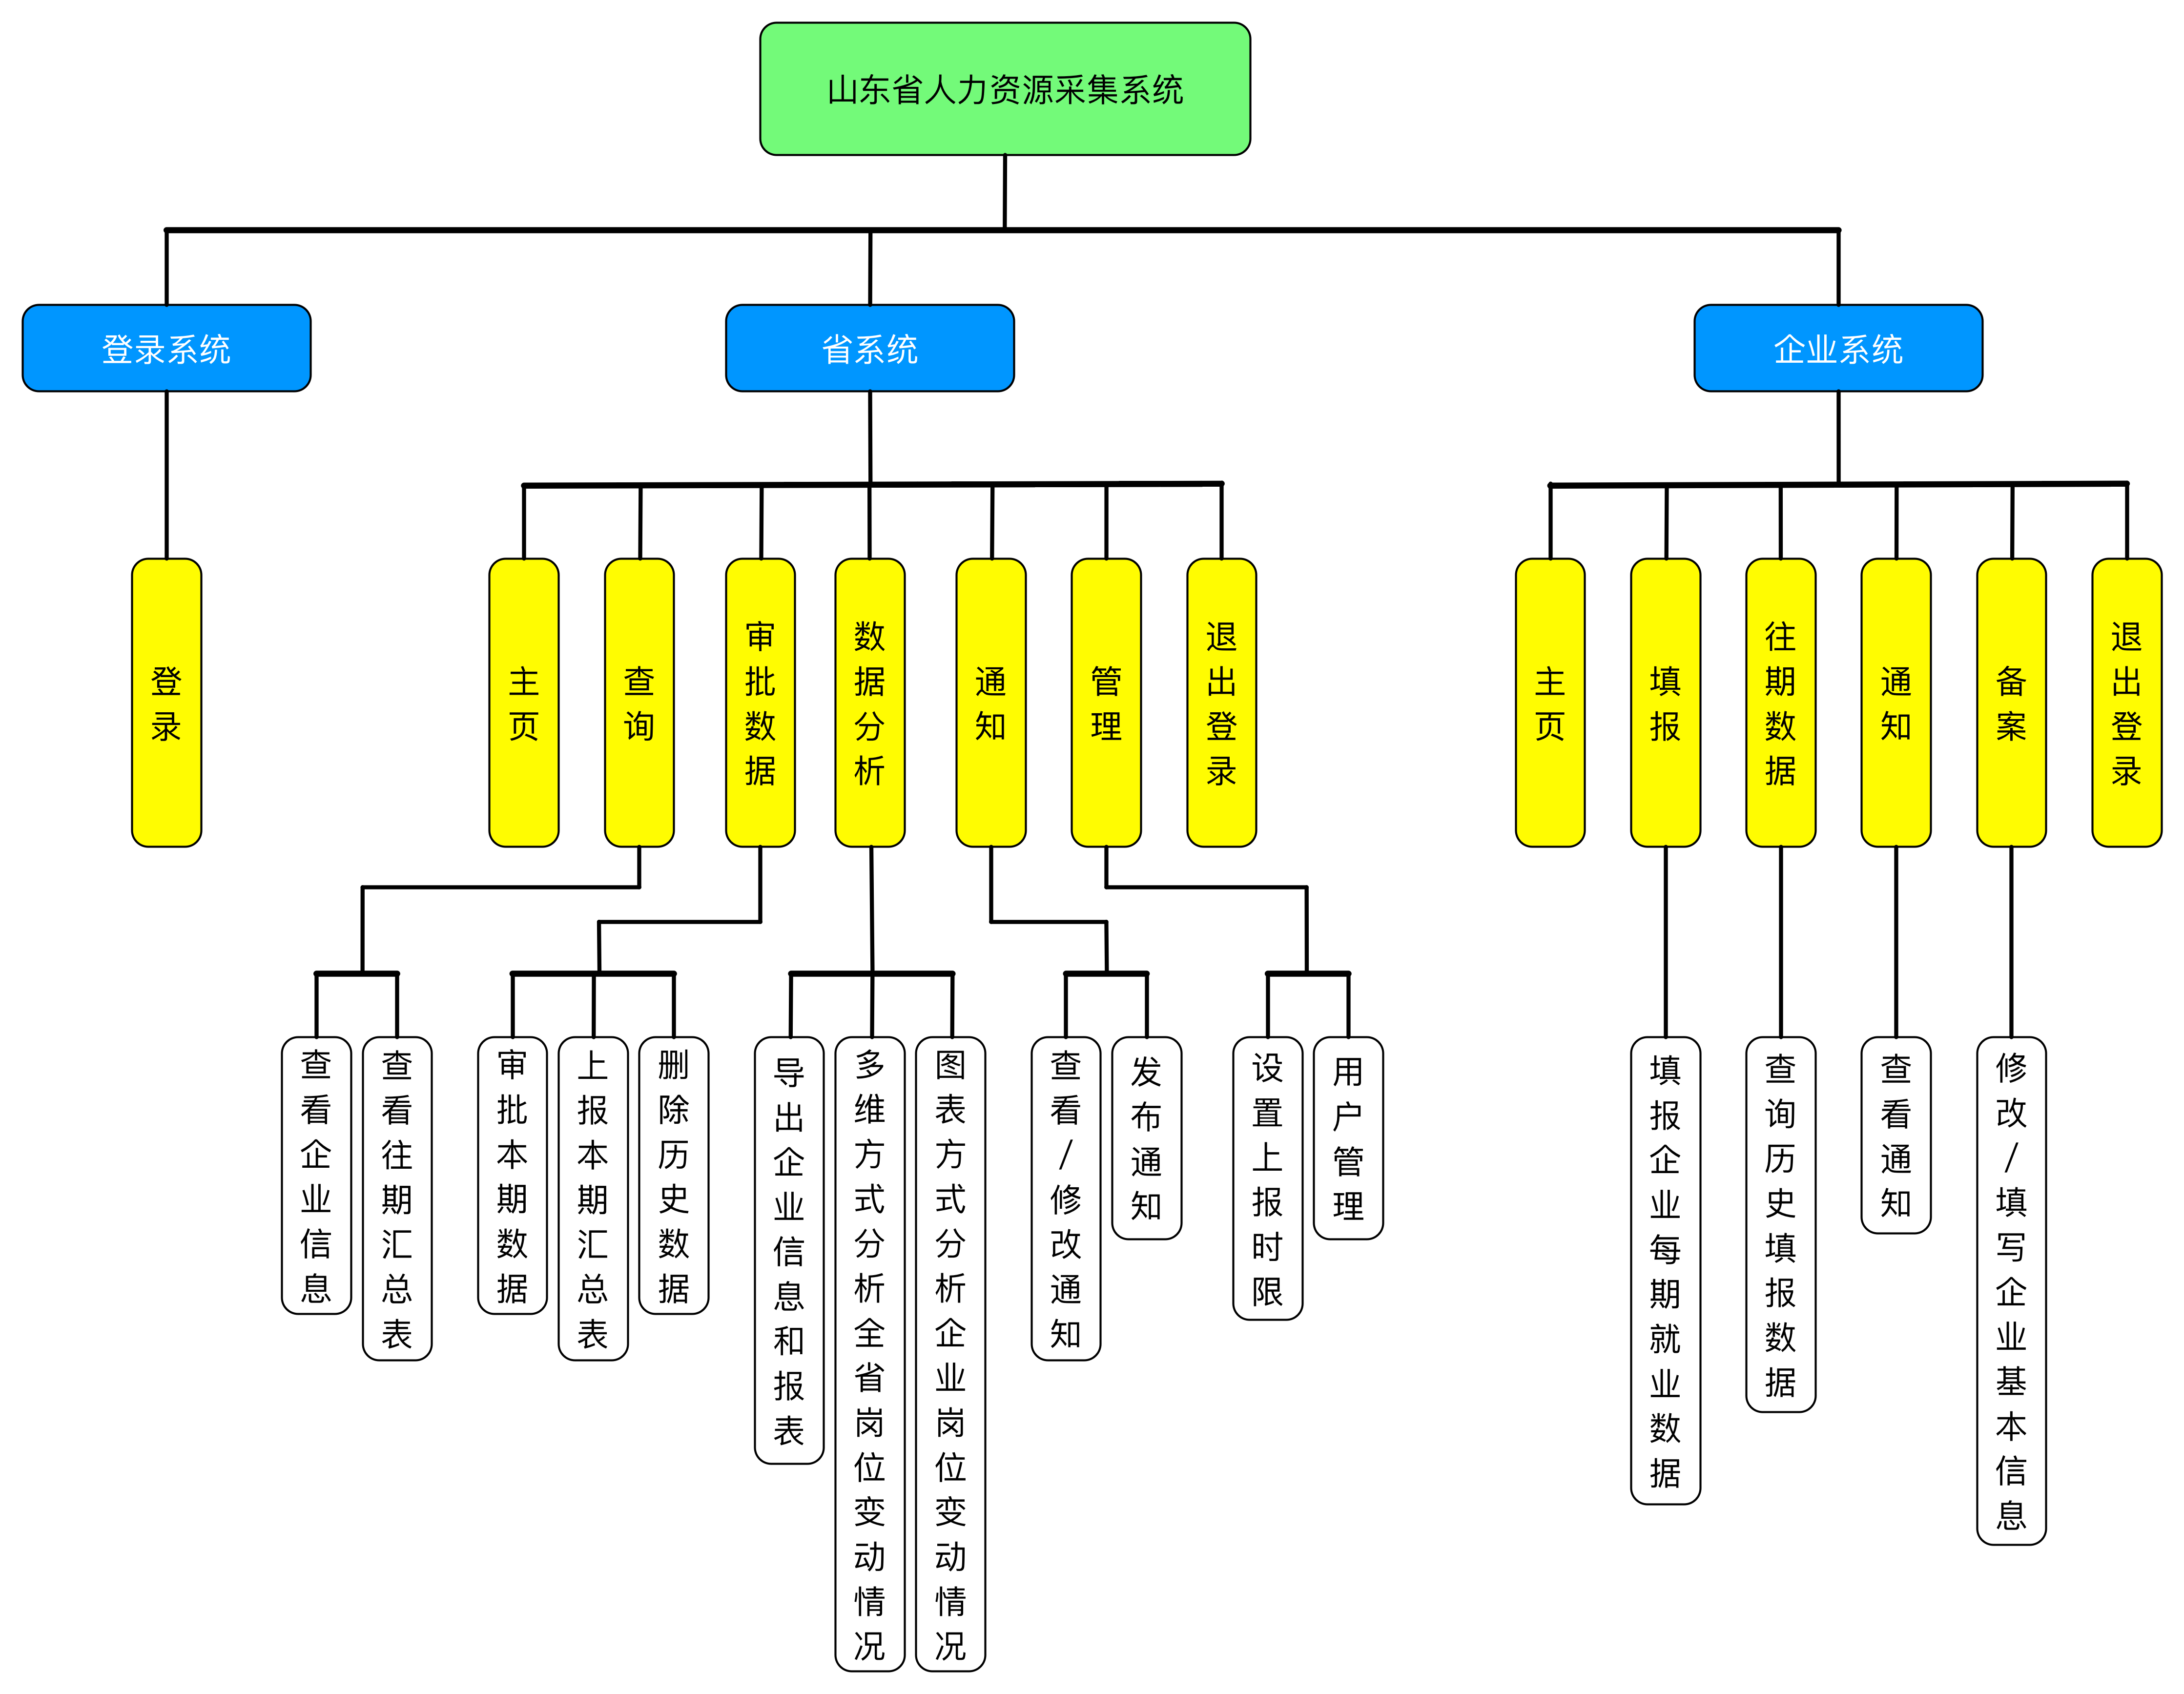 山东省人力资源采集系统
登录系统
省系统
企业系统
登录
主页
查询
审批数据
数据分析
通知
管理
退出登录
主页
填报
往期数据
通知
备案
退出登录
查看企业信息
查看往期汇总表
审批本期数据
上报本期汇总表
删除历史数据
导出企业信息和报表
多维方式分析全省岗位变动情况
图表方式分析企业岗位变动情况
查看/修改通知
发布通知
设置上报时限
用户管理
填报企业每期就业数据
查询历史填报数据
查看通知
修改/填写企业基本信息